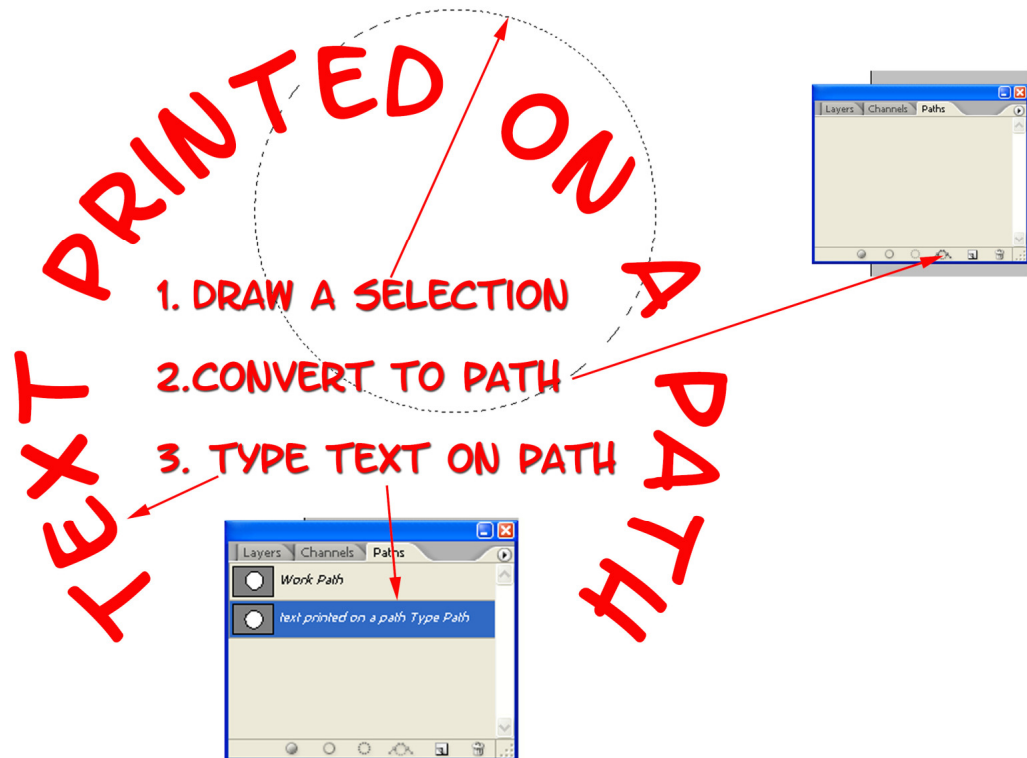 TEXT PRINTED ON A PATH
Layers Channels Paths
1. DRAW A SELECTION
2.CONVERT TO PATH
3. TYPE TEXT ON PATH
Layers Channels Paths
Work Path
text printed on a path Type Path